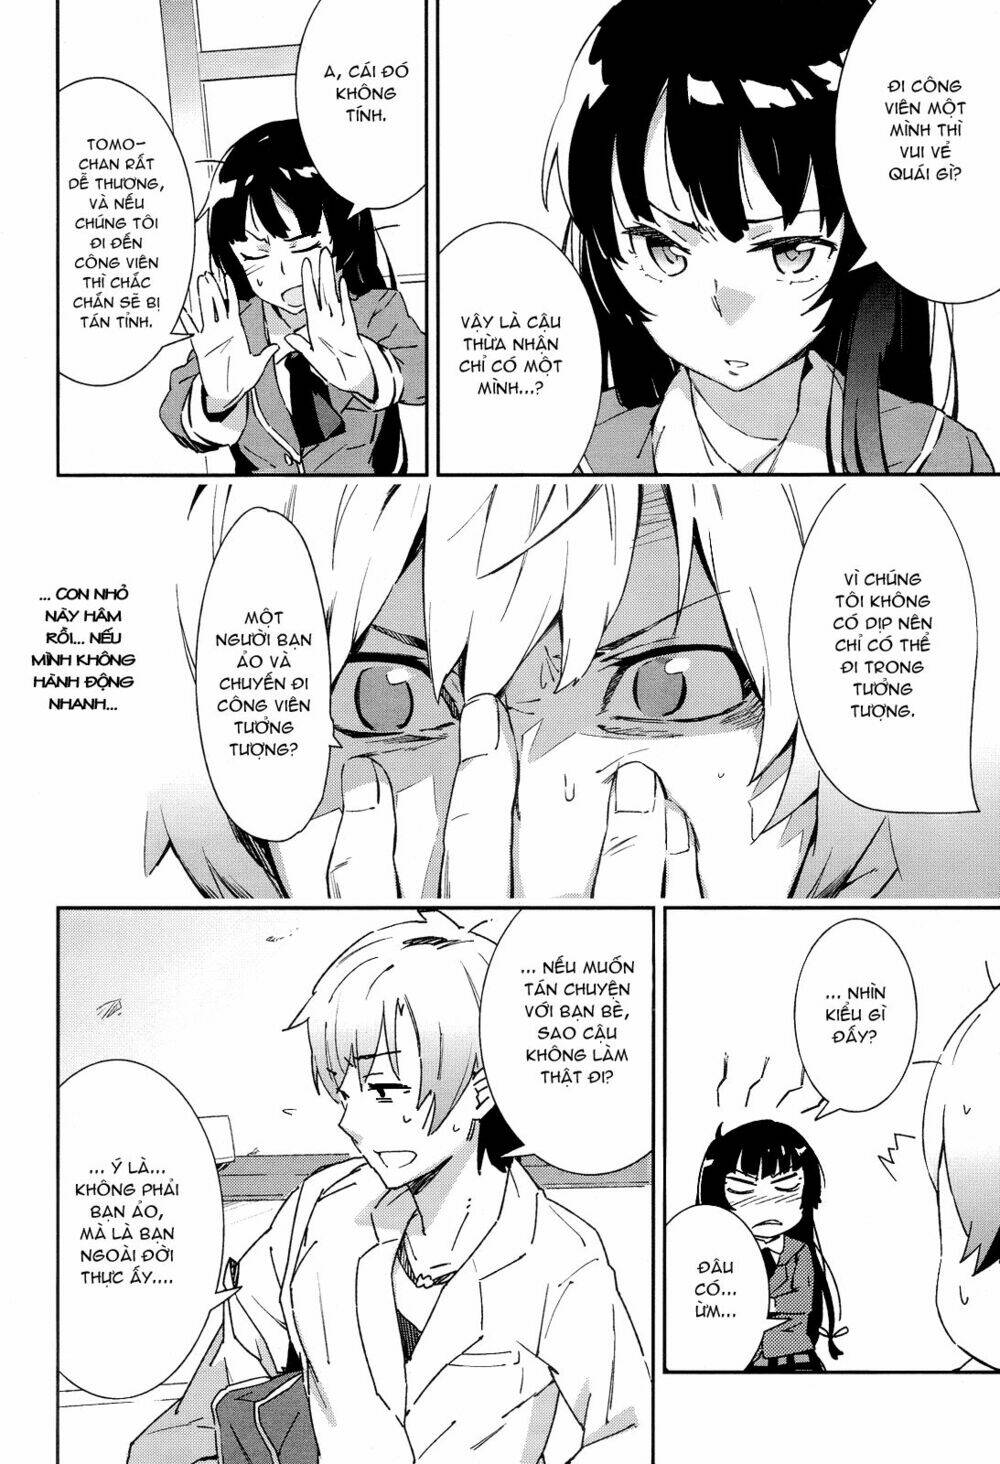 ĐI CÔNG
VIÊN MỘT
MÌNH THÌ
VUI VẺ
QUÁI GÌ?
VẬY LÀ CẬU
THỪA NHẬN
CHỈ CÓ MỘT
MÌNH...?
A, CÁI ĐÓ
KHÔNG
TÍNH.
TOMO-
CHAN RẤT
DỄ THƯƠNG,
VÀ NẾU
CHÚNG TÔI
ĐI ĐẾN
CÔNG VIÊN
THÌ CHẮC
CHẮN SẼ BỊ
TÁN TỈNH.
VÌ CHÚNG
TÔI KHÔNG
CÓ DỊP NÊN
CHỈ CÓ THỂ
ĐI TRONG
TƯỞNG
TƯỢNG.
MỘT
NGƯỜI BẠN
ẢO VÀ
CHUYẾN ĐI
CÔNG VIÊN
TƯỞNG
TƯỢNG?
... CON NHỎ
NÀY HÂM
RỒI... NẾU
MÌNH KHÔNG
HÀNH ĐỘNG
NHANH...
... NHÌN
KIỂU GÌ
ĐẤY?
ĐÂU
CÓ...
ỪM...
... NẾU MUỐN
TÁN CHUYỆN
VỚI BẠN BÈ,
SAO CẬU
KHÔNG LÀM
THẬT ĐI?
... Ý LÀ...
KHÔNG PHẢI
BẠN ẢO,
MÀ LÀ BẠN
NGOÀI ĐỜI
THỰC ẤY....